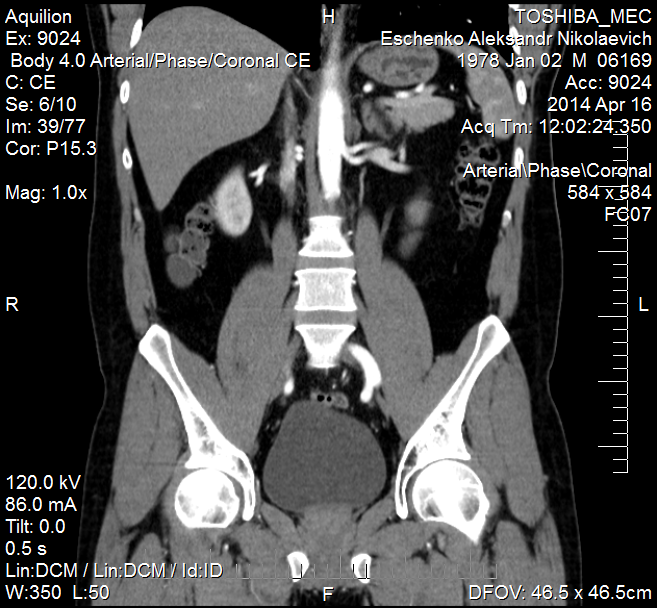 Aquilion
Ex: 9024
Body 4.0 Arterial/Phase/Coronal CE
C: CE
Se: 6/10
Im: 39/77
Cor: P15.3
Mag: 1.0x
H
TOSHIBA_MEC
Eschenko Aleksandr Nikolaevich
1978 Jan 02 M 06169
Acc: 9024
2014 Apr 16
Acq Tm: 12:02:24.350
Arterial\Phase\Coronal
584 x 584
FC07
R
L
120.0 kV
86.0 mA
Tilt: 0.0
0.5 s
Lin:DCM / Lin:DCM / Id:ID
W:350 L:50
F
DFOV: 46.5 x 46.5cm